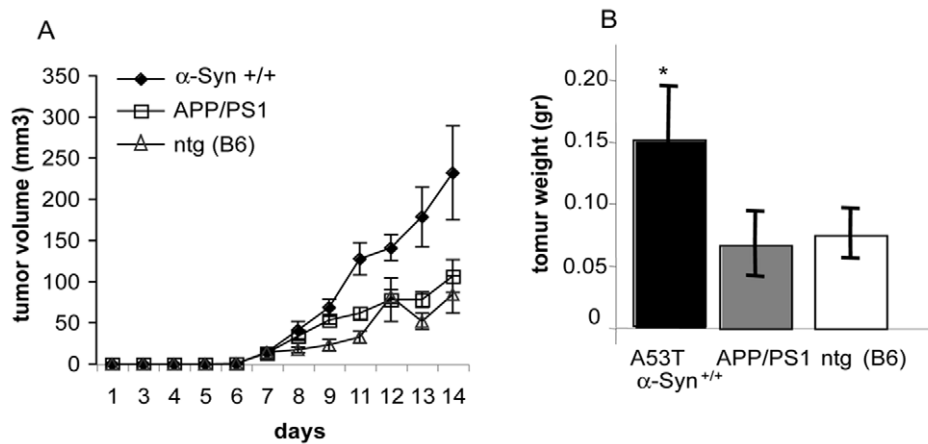 A
350
300
250
200
150
100
50
0
tumor volume (mm3)
α-Syn +/+
APP/PS1
ntg (B6)
1 3 4 5 6 7 8 9 11 12 13 14
days
B
0.20
0.15
0.10
0.05
0
tomur weight (gr)
*
A53T APP/PS1 ntg (B6)
α-Syn+/+